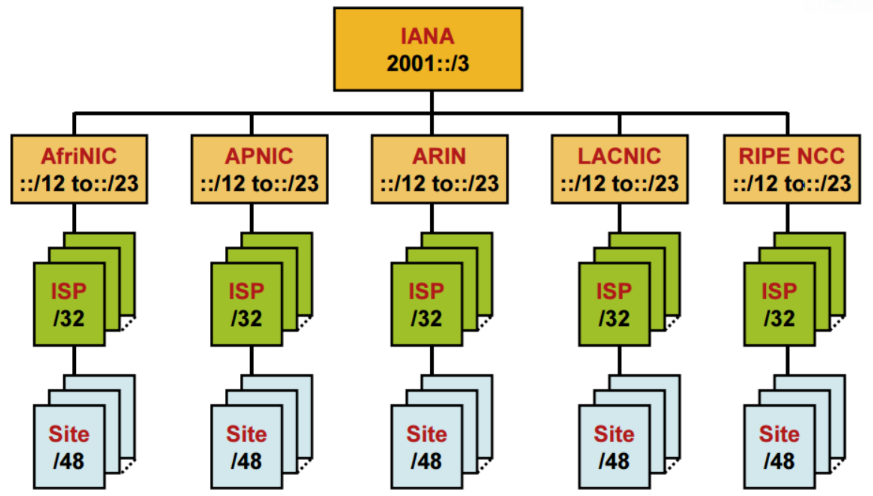 IANA
2001::/3
AfriNIC
::/12 to::/23
APNIC
::/12 to::/23
ARIN
::/12 to::/23
LACNIC
::/12 to::/23
RIPE NCC
::/12 to::/23
ISP
/32
ISP
/32
ISP
/32
ISP
/32
ISP
/32
Site
/48
Site
/48
Site
/48
Site
/48
Site
/48